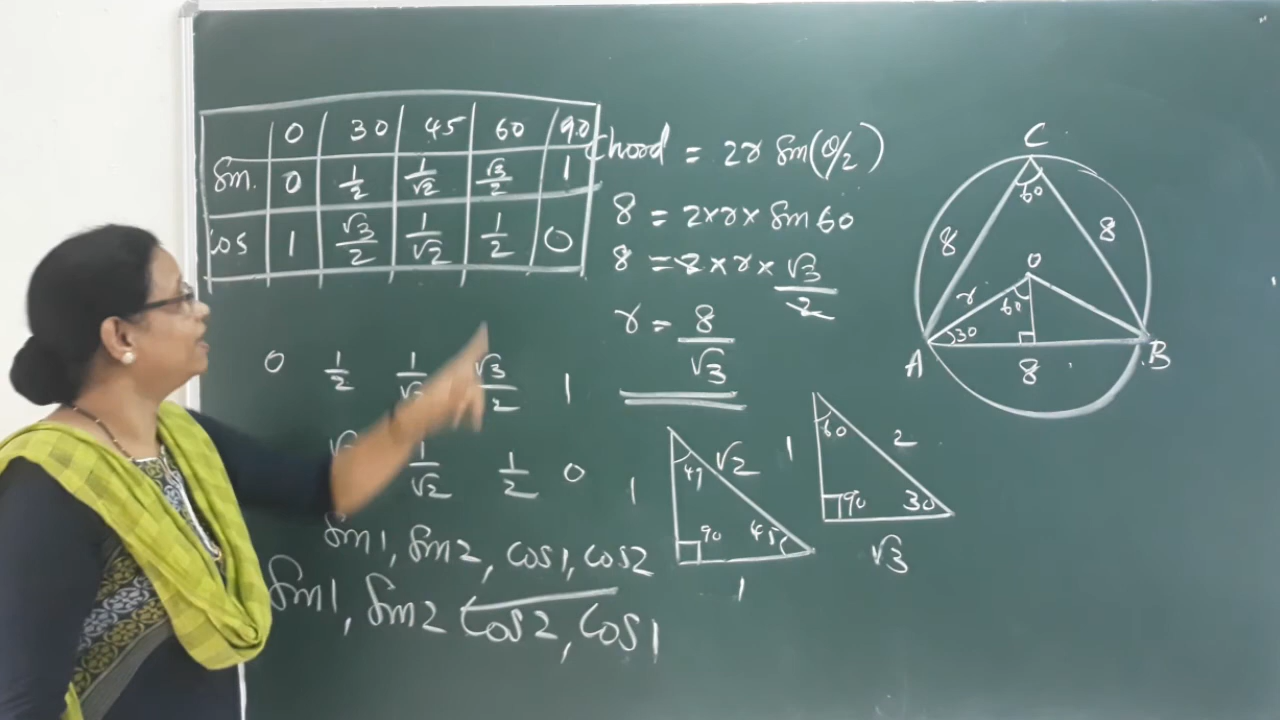 0 30 45 60 90
Sin. 0 1/2 1/√2 √3/2 1
Cos 1 √3/2 1/√2 1/2 0
0 1/2 1/√2 √3/2 1
1/√2 1/2 0
Sin1, Sin2, Cos1, Cos2
Sin1, Sin2 Cos2, Cos1
Chord = 2r Sin(θ/2)
8 = 2×r× Sin60
8 = 2 × r × √3/2
r = 8/√3
45 √2
1
90 45
1
60 2
1
90 30
√3
C
60
8 8
O
r 60
30
A B
8